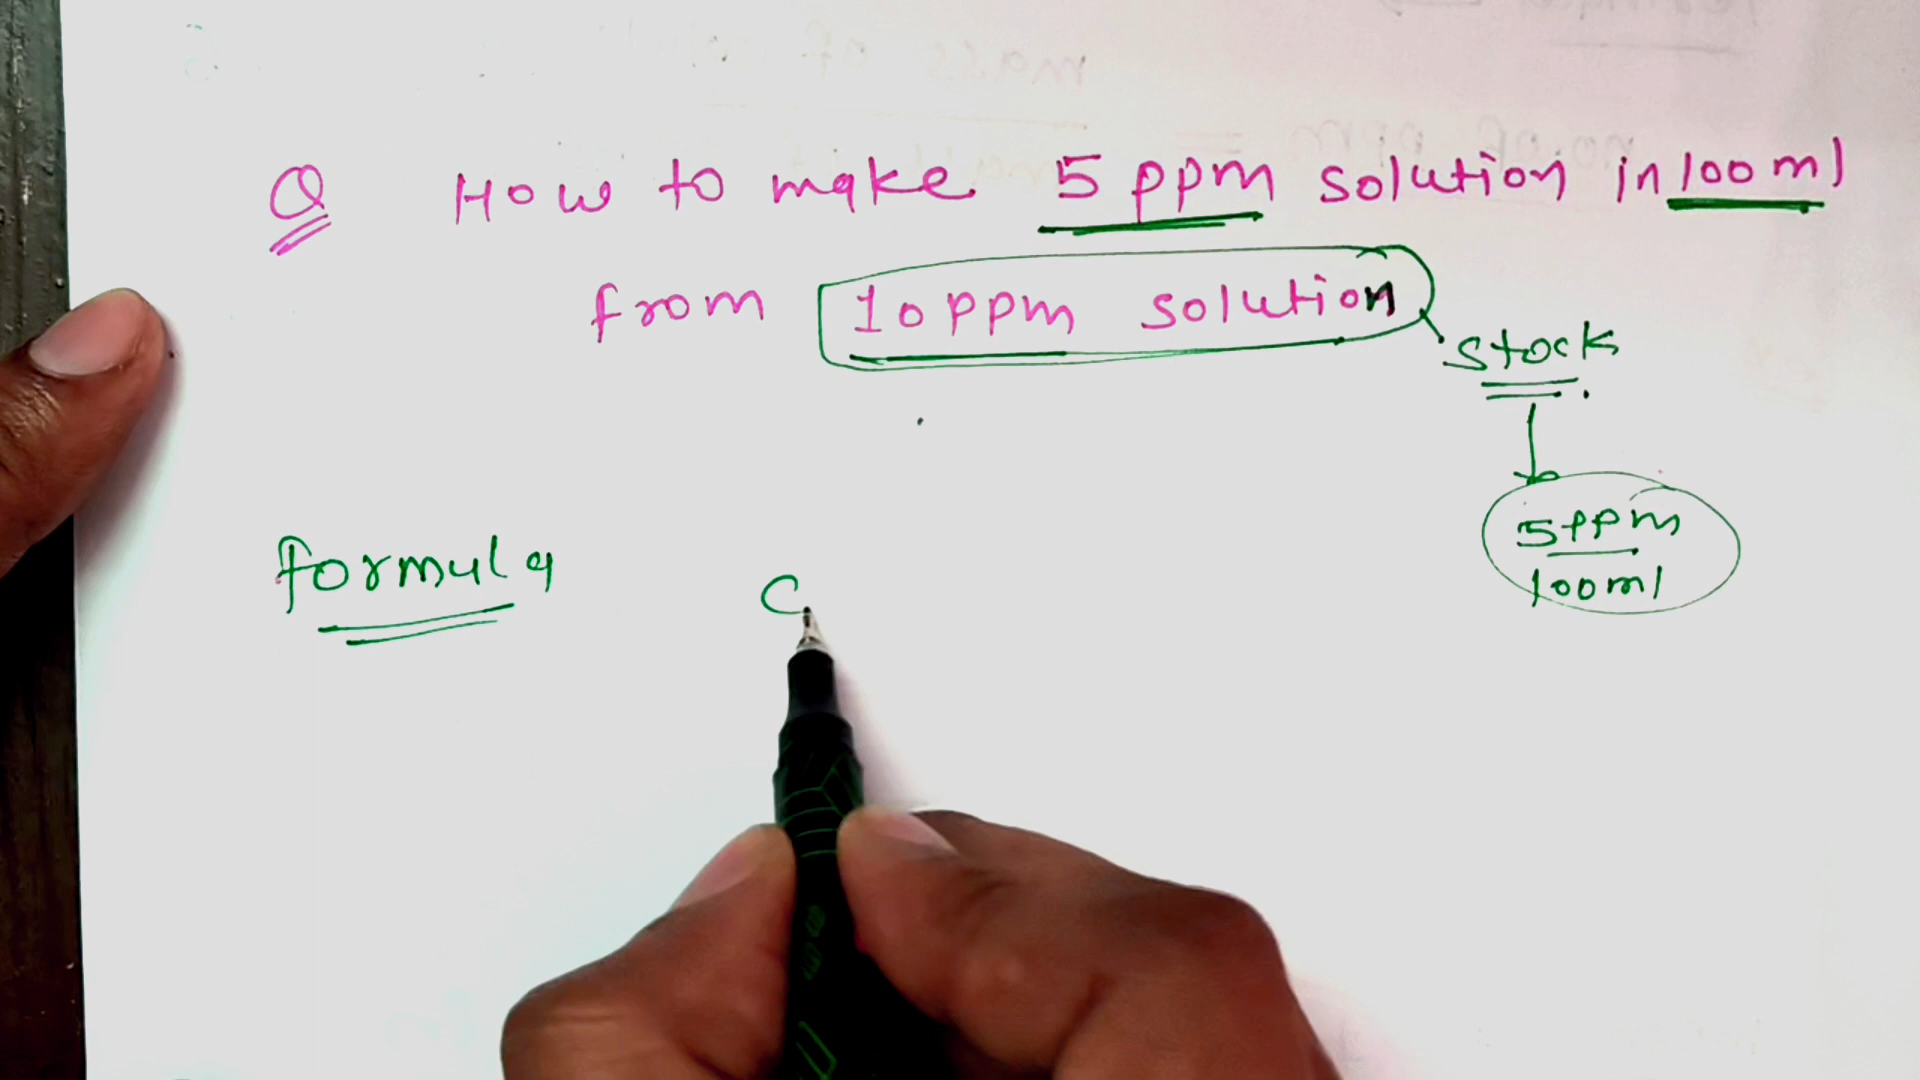 Q How to make 5 ppm solution in 100 ml
from 10 ppm solution
stock
5 ppm
100 ml
formula C